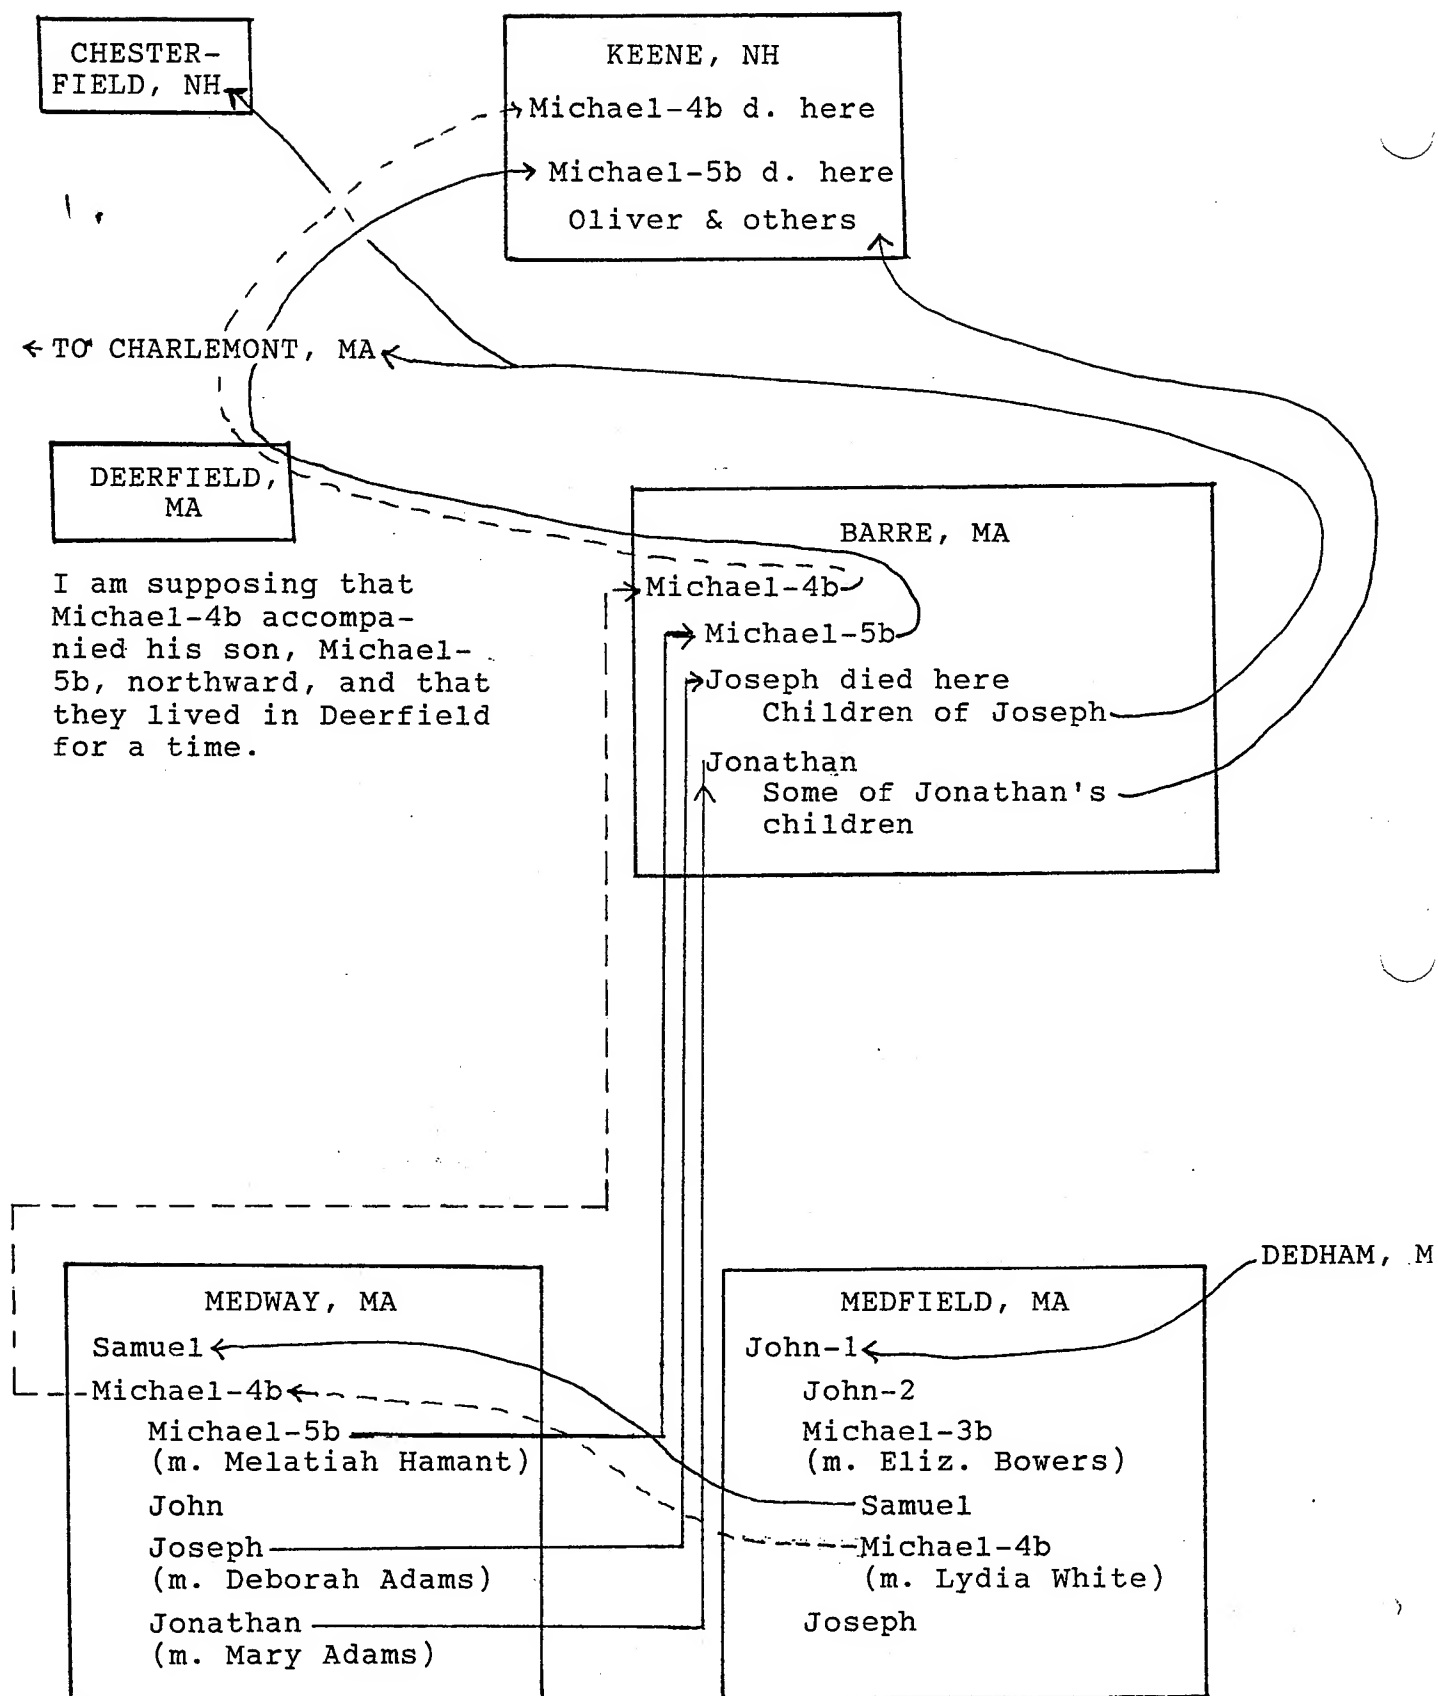 CHESTER-
FIELD, NH
KEENE, NH
Michael-4b d. here
Michael-5b d. here
Oliver & others
TO CHARLEMONT, MA
DEERFIELD,
MA
I am supposing that
Michael-4b accompa-
nied his son, Michael-
5b, northward, and that
they lived in Deerfield
for a time.
BARRE, MA
Michael-4b
Michael-5b
Joseph died here
Children of Joseph
Jonathan
Some of Jonathan's
children
DEDHAM, M
MEDWAY, MA
Samuel
Michael-4b
Michael-5b
(m. Melatiah Hamant)
John
Joseph
(m. Deborah Adams)
Jonathan
(m. Mary Adams)
MEDFIELD, MA
John-1
John-2
Michael-3b
(m. Eliz. Bowers)
Samuel
Michael-4b
(m. Lydia White)
Joseph